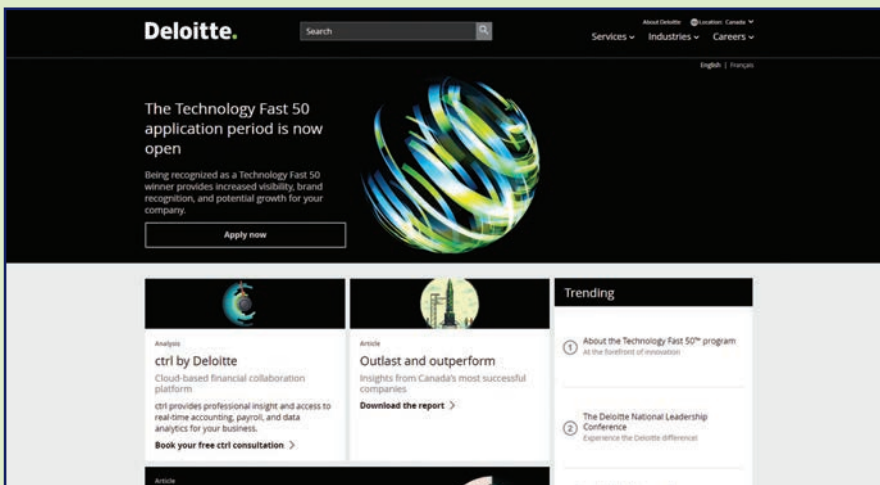 Deloitte.
Search
About Deloitte
Location: Canada
Services
Industries
Careers
English | Français
The Technology Fast 50
application period is now
open
Being recognized as a Technology Fast 50
winner provides increased visibility, brand
recognition, and potential growth for your
company.
Apply now
Analysis
ctrl by Deloitte
Cloud-based financial collaboration
platform
ctrl provides professional insight and access to
real-time accounting, payroll, and data
analytics for your business.
Book your free ctrl consultation >
Article
Outlast and outperform
Insights from Canada's most successful
companies
Download the report >
Trending
1
About the Technology Fast 50™ program
At the forefront of innovation
2
The Deloitte National Leadership
Conference
Experience the Deloitte difference!
Article